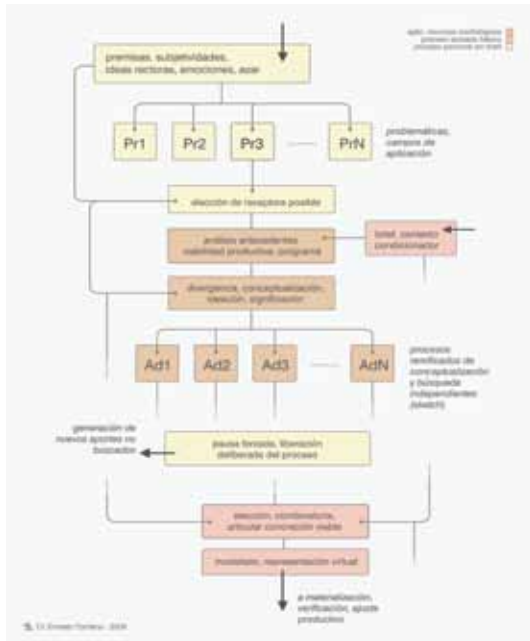 premisas, subjetividades,
ideas rectoras, emociones, azar
Pr1
Pr2
Pr3
PrN
problemáticas,
campos de
aplicación
elección de receptora posible
análisis antecedentes
viabilidad productiva, programa
contexto
condicionador
divergencia, conceptualización,
ideación, significación
Ad1
Ad2
Ad3
AdN
procesos
ramificados de
conceptualización
y búsqueda
independientes
(sketch)
generación de
nuevos aportes no
buscados
pausa forzada, liberación
deliberada del proceso
elección, combinatoria,
articular concreción viable
modelado, representación virtual
a materialización,
verificación, ajuste
productivo